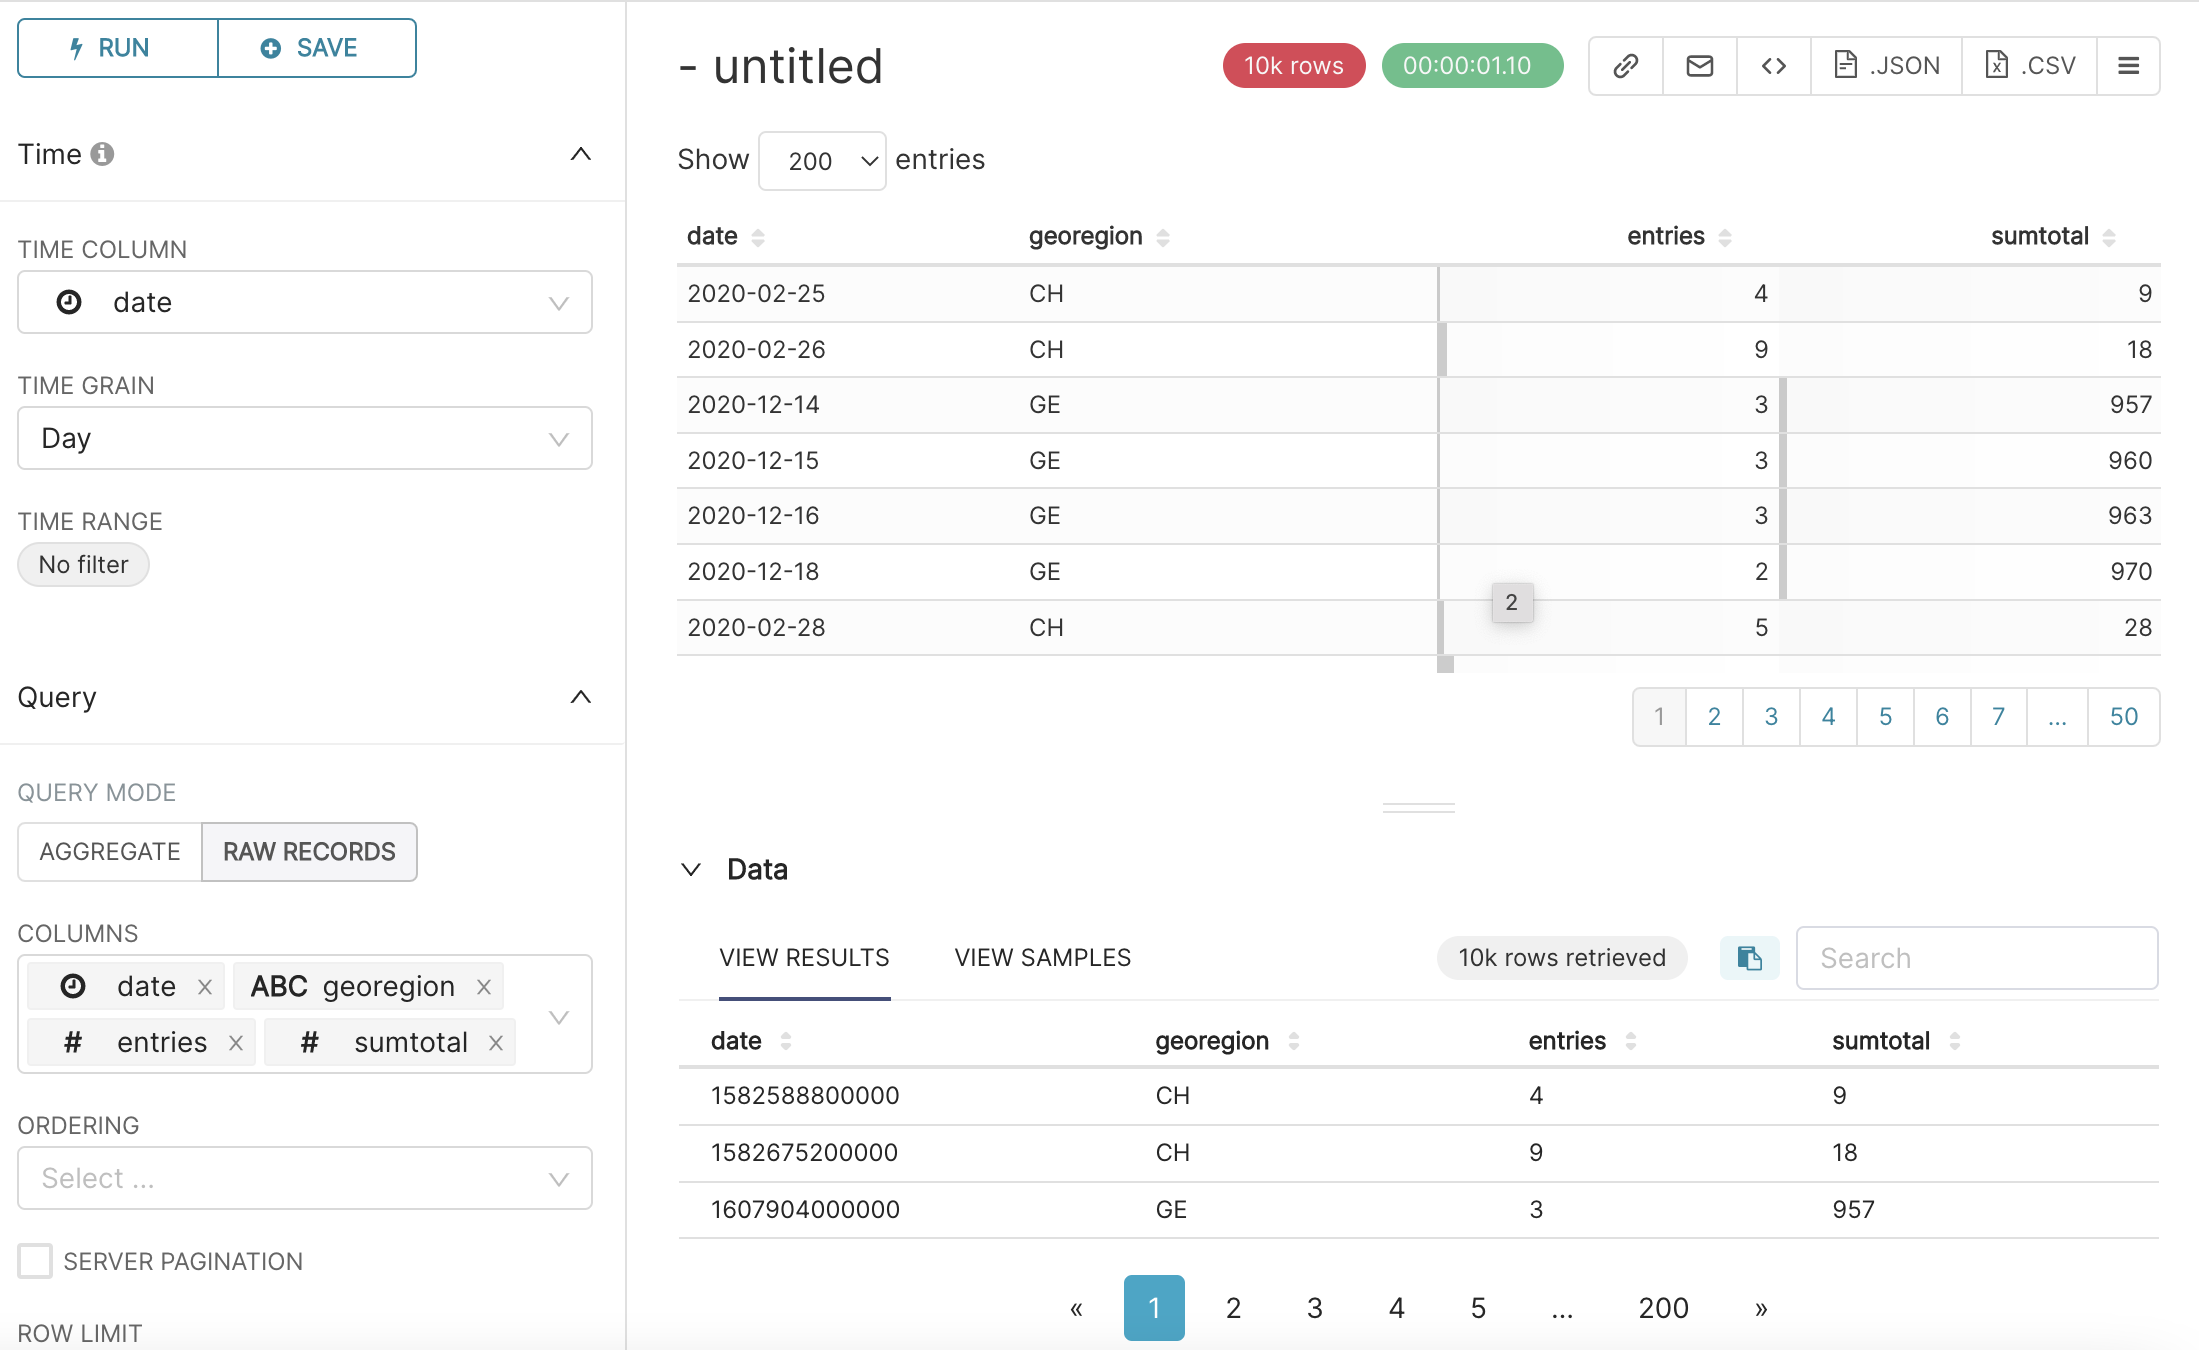 RUN SAVE
Time
TIME COLUMN
date
TIME GRAIN
Day
TIME RANGE
No filter
Query
QUERY MODE
AGGREGATE RAW RECORDS
COLUMNS
date × ABC georegion ×
# entries × # sumtotal ×
ORDERING
Select ...
SERVER PAGINATION
ROW LIMIT
- untitled
10k rows 00:00:01.10 .JSON .CSV
Show 200 entries
date georegion entries sumtotal
2020-02-25 CH 4 9
2020-02-26 CH 9 18
2020-12-14 GE 3 957
2020-12-15 GE 3 960
2020-12-16 GE 3 963
2020-12-18 GE 2 970
2
2020-02-28 CH 5 28
1 2 3 4 5 6 7 ... 50
Data
VIEW RESULTS VIEW SAMPLES 10k rows retrieved Search
date georegion entries sumtotal
1582588800000 CH 4 9
1582675200000 CH 9 18
1607904000000 GE 3 957
« 1 2 3 4 5 ... 200 »